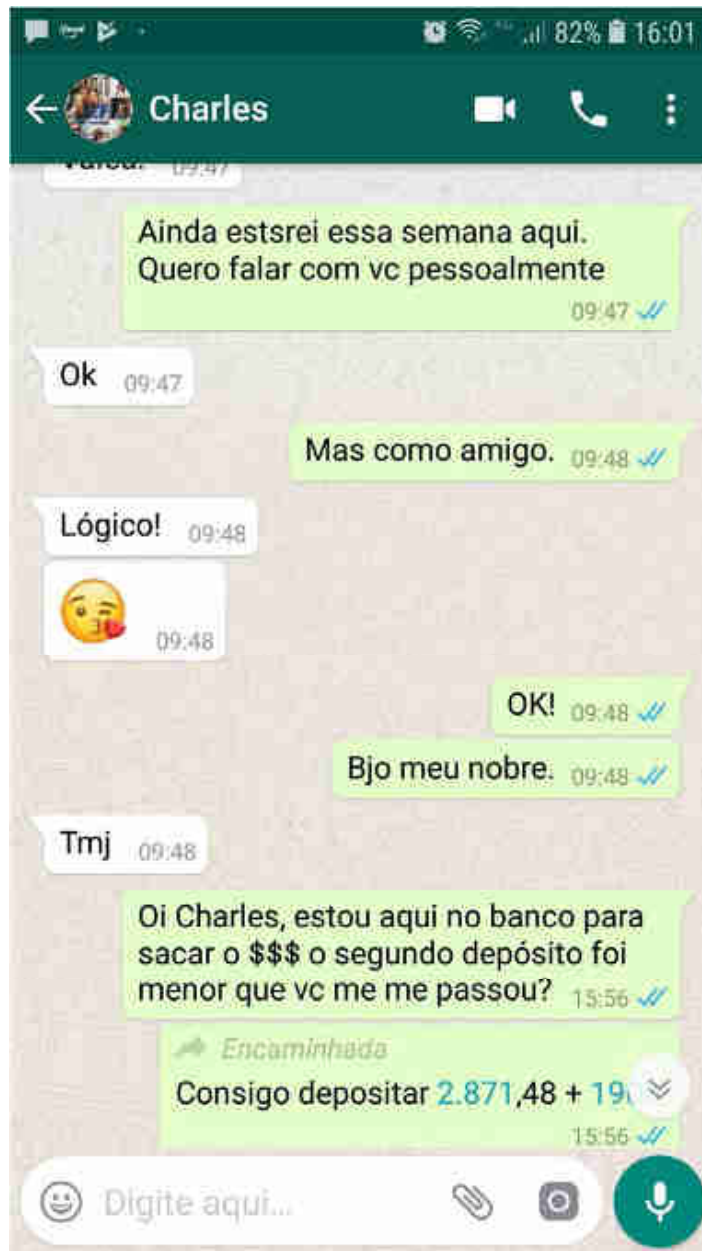 82% 16:01
Charles
09:47
Ainda estsrei essa semana aqui.
Quero falar com vc pessoalmente
09:47
Ok 09:47
Mas como amigo. 09:48
Lógico! 09:48
09:48
OK! 09:48
Bjo meu nobre. 09:48
Tmj 09:48
Oi Charles, estou aqui no banco para
sacar o $$$ o segundo depósito foi
menor que vc me me passou? 15:56
Encaminhada
Consigo depositar 2.871,48 + 19
15:56
Digite aqui...